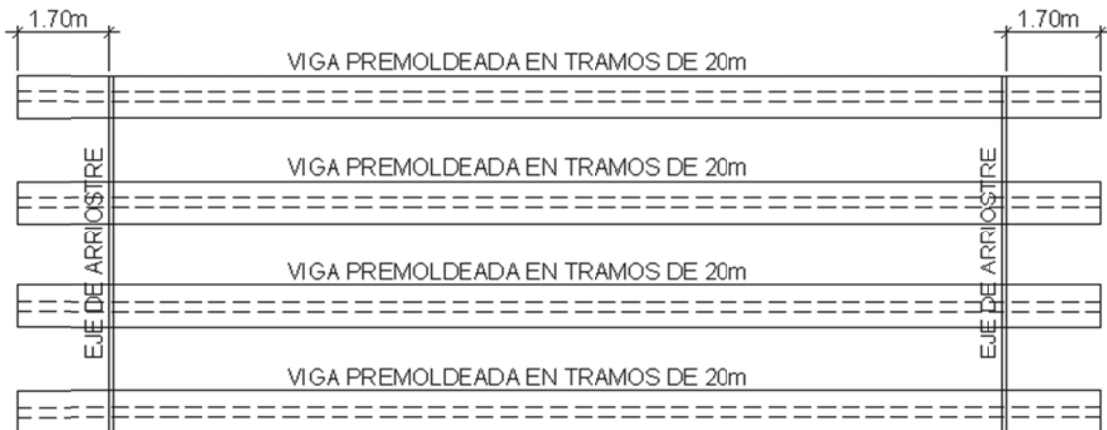 1.70m 1.70m
VIGA PREMOLDEADA EN TRAMOS DE 20m
VIGA PREMOLDEADA EN TRAMOS DE 20m
EJE DE ARRIOSTRE
EJE DE ARRIOSTRE
VIGA PREMOLDEADA EN TRAMOS DE 20m
VIGA PREMOLDEADA EN TRAMOS DE 20m